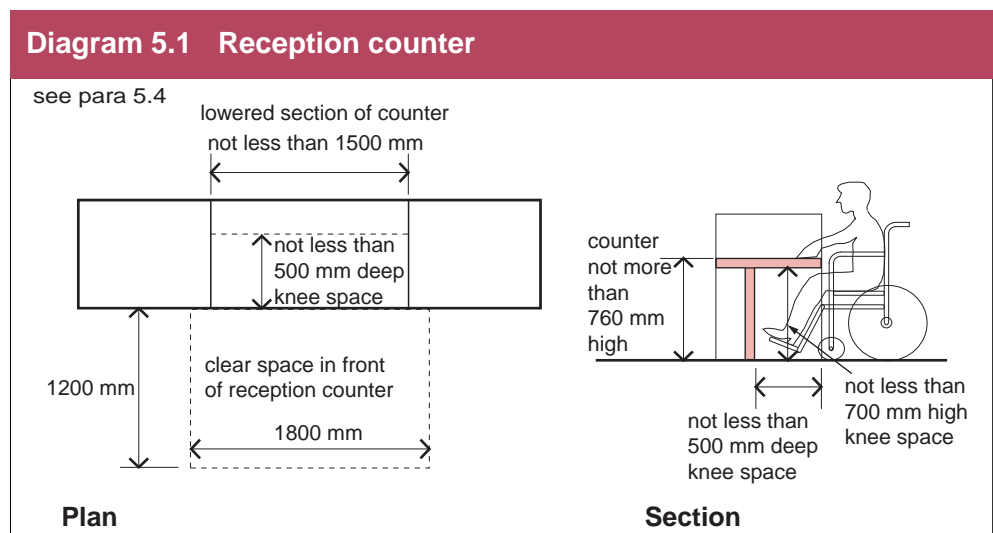 Diagram 5.1 Reception counter
see para 5.4
lowered section of counter
not less than 1500 mm
not less than
500 mm deep
knee space
1200 mm
clear space in front
of reception counter
1800 mm
Plan
counter
not more
than
760 mm
high
not less than
700 mm high
knee space
not less than
500 mm deep
knee space
Section